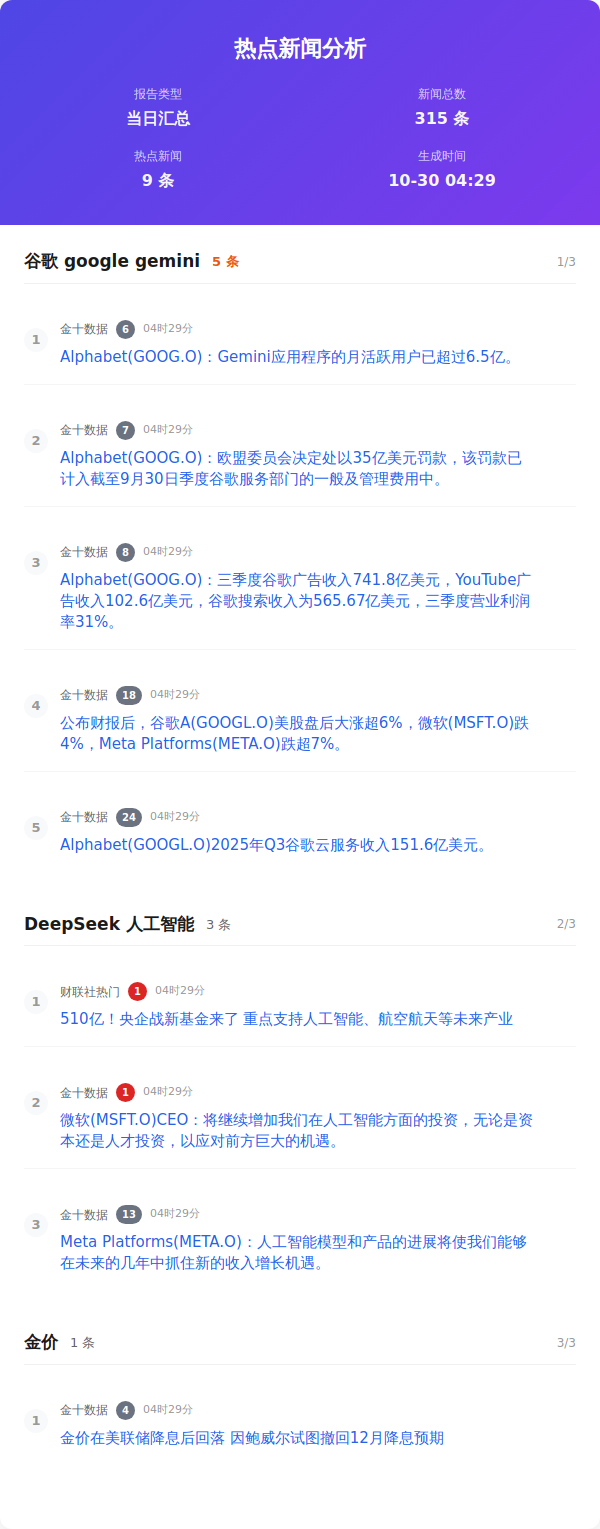 热点新闻分析
报告类型
新闻总数
当日汇总
315 条
热点新闻
生成时间
9 条
10-30 04:29
谷歌 google gemini 5 条 1/3
1 金十数据 6 04时29分
Alphabet(GOOG.O)：Gemini应用程序的月活跃用户已超过6.5亿。
2 金十数据 7 04时29分
Alphabet(GOOG.O)：欧盟委员会决定处以35亿美元罚款，该罚款已
计入截至9月30日季度谷歌服务部门的一般及管理费用中。
3 金十数据 8 04时29分
Alphabet(GOOG.O)：三季度谷歌广告收入741.8亿美元，YouTube广
告收入102.6亿美元，谷歌搜索收入为565.67亿美元，三季度营业利润
率31%。
4 金十数据 18 04时29分
公布财报后，谷歌A(GOOGL.O)美股盘后大涨超6%，微软(MSFT.O)跌
4%，Meta Platforms(META.O)跌超7%。
5 金十数据 24 04时29分
Alphabet(GOOGL.O)2025年Q3谷歌云服务收入151.6亿美元。
DeepSeek 人工智能 3 条 2/3
1 财联社热门 1 04时29分
510亿！央企战新基金来了 重点支持人工智能、航空航天等未来产业
2 金十数据 1 04时29分
微软(MSFT.O)CEO：将继续增加我们在人工智能方面的投资，无论是资
本还是人才投资，以应对前方巨大的机遇。
3 金十数据 13 04时29分
Meta Platforms(META.O)：人工智能模型和产品的进展将使我们能够
在未来的几年中抓住新的收入增长机遇。
金价 1 条 3/3
1 金十数据 4 04时29分
金价在美联储降息后回落 因鲍威尔试图撤回12月降息预期